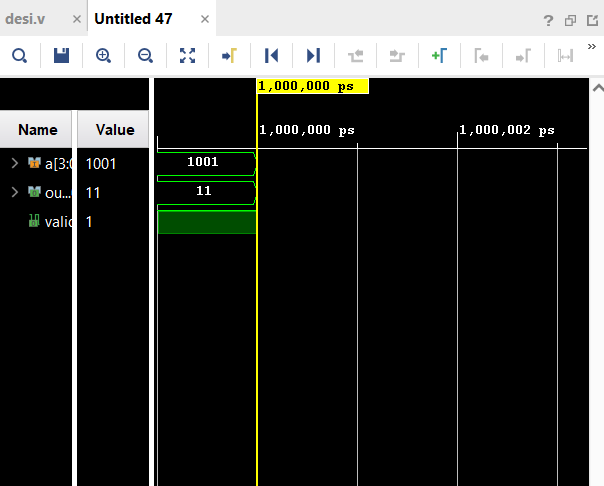 desi.v × Untitled 47 ×
? 
»
1,000,000 ps
Name Value
1,000,000 ps 1,000,002 ps
a[3:0 1001 1001
ou... 11 11
valid 1